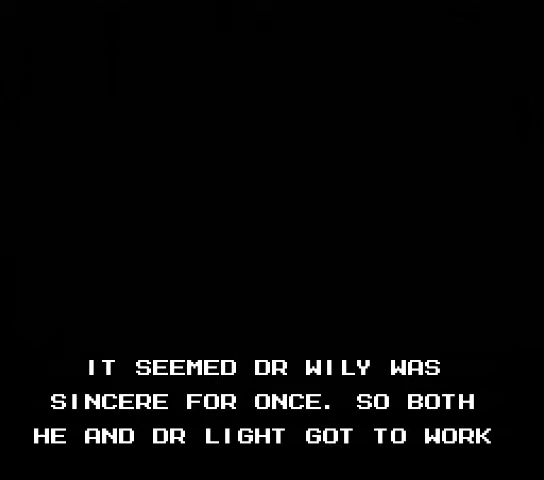 IT SEEMED DR WILY WAS
SINCERE FOR ONCE. SO BOTH
HE AND DR LIGHT GOT TO WORK